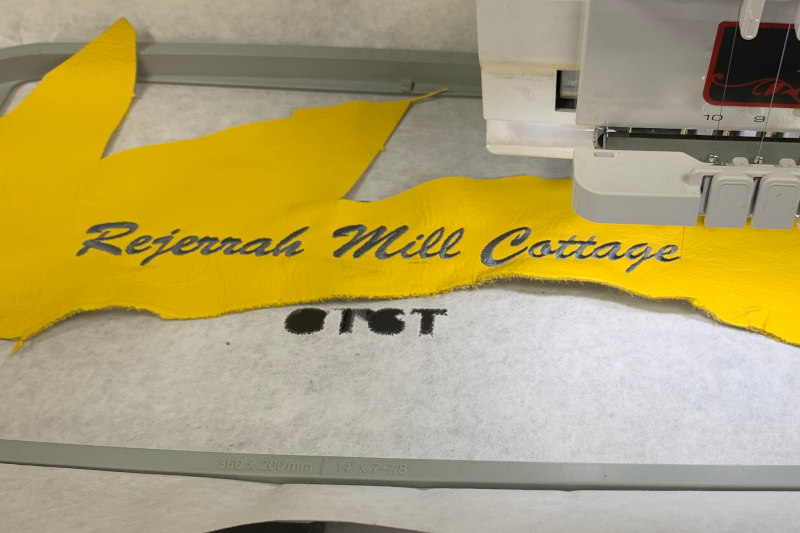 10 9
Rejerrah Mill Cottage
360 x 200mm | 14" x 7-7/8"